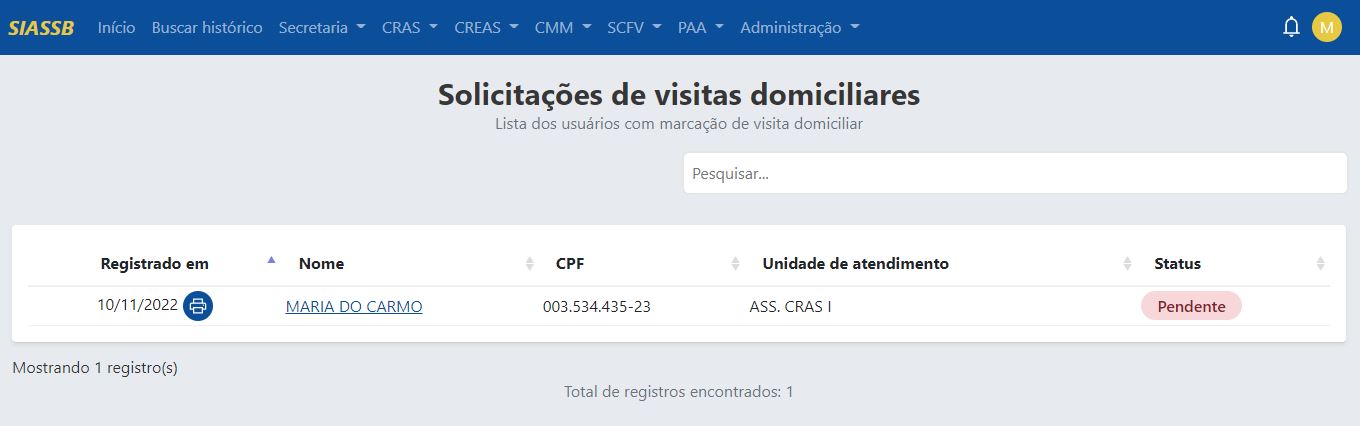 SIASSB Início Buscar histórico Secretaria CRAS CREAS CMM SCFV PAA Administração M
Solicitações de visitas domiciliares
Lista dos usuários com marcação de visita domiciliar
Pesquisar...
Registrado em Nome CPF Unidade de atendimento Status
10/11/2022 MARIA DO CARMO 003.534.435-23 ASS. CRAS I Pendente
Mostrando 1 registro(s)
Total de registros encontrados: 1